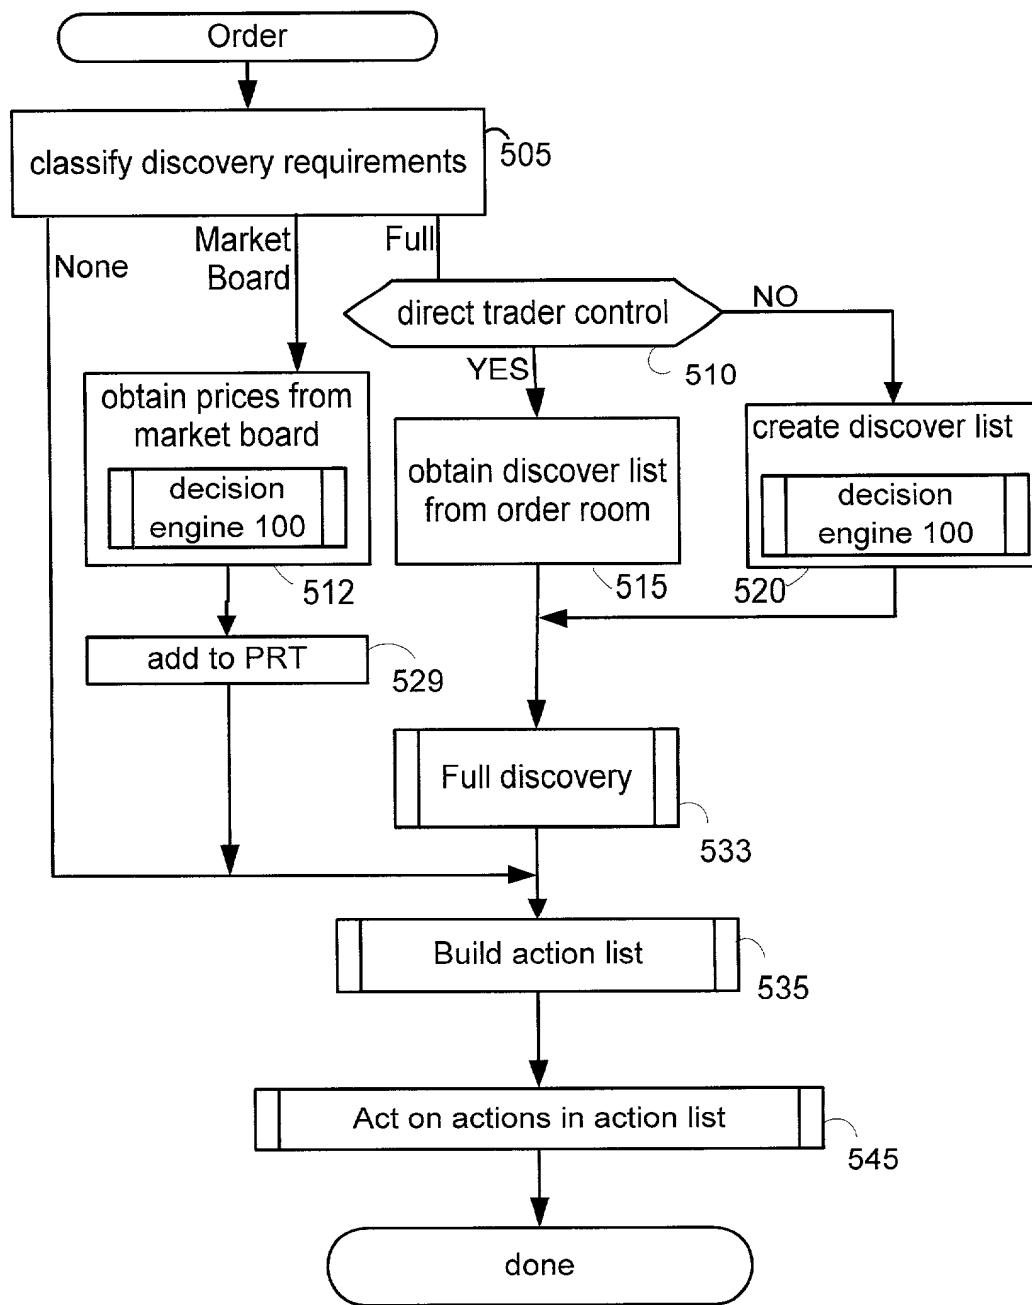 Order
classify discovery requirements
505
None
Market
Board
Full
direct trader control
NO
YES
510
obtain prices from
market board
decision
engine 100
512
obtain discover list
from order room
515
create discover list
decision
engine 100
520
add to PRT
529
Full discovery
533
Build action list
535
Act on actions in action list
545
done